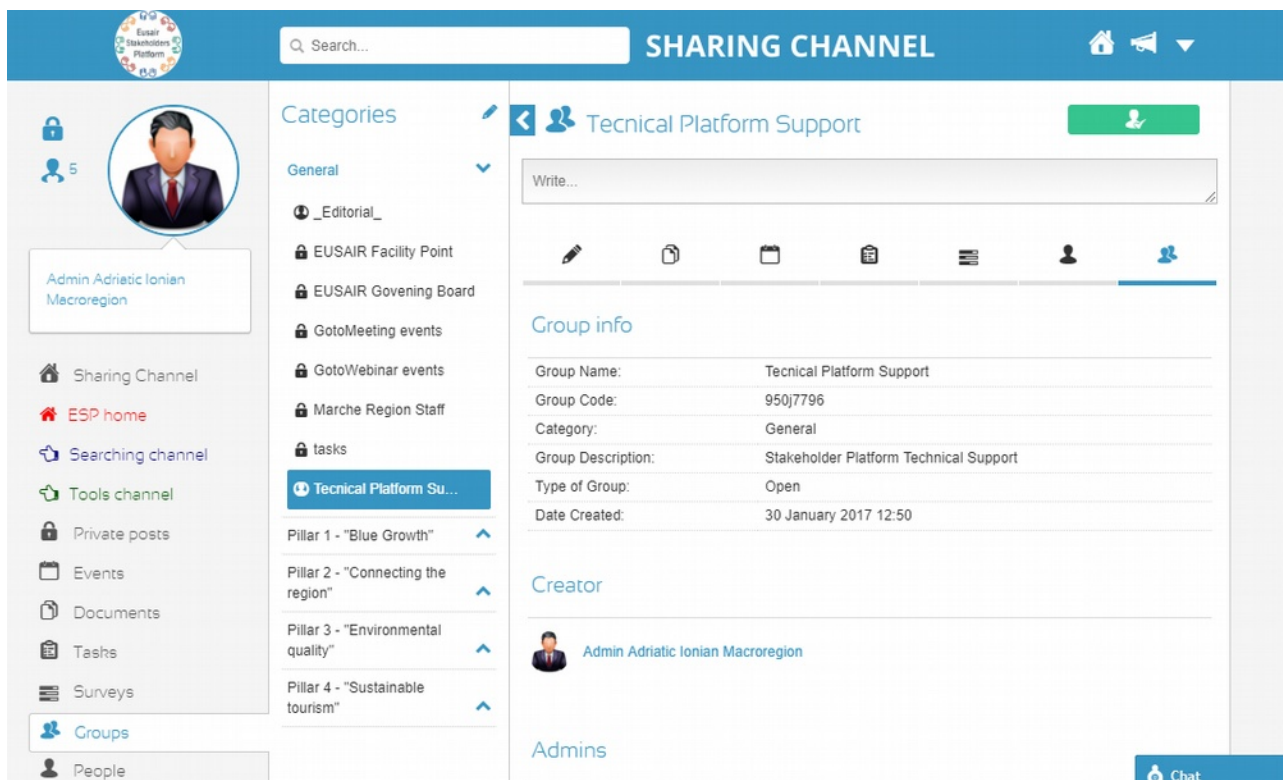 Eusair
Stakeholders
Platform
Search...
SHARING CHANNEL
5
Admin Adriatic Ionian
Macroregion
Sharing Channel
ESP home
Searching channel
Tools channel
Private posts
Events
Documents
Tasks
Surveys
Groups
People
Categories
General
_Editorial_
EUSAIR Facility Point
EUSAIR Govening Board
GotoMeeting events
GotoWebinar events
Marche Region Staff
tasks
Tecnical Platform Su...
Pillar 1 - "Blue Growth"
Pillar 2 - "Connecting the
region"
Pillar 3 - "Environmental
quality"
Pillar 4 - "Sustainable
tourism"
Tecnical Platform Support
Write...
Group info
Group Name: Tecnical Platform Support
Group Code: 950j7796
Category: General
Group Description: Stakeholder Platform Technical Support
Type of Group: Open
Date Created: 30 January 2017 12:50
Creator
Admin Adriatic Ionian Macroregion
Admins
Chat